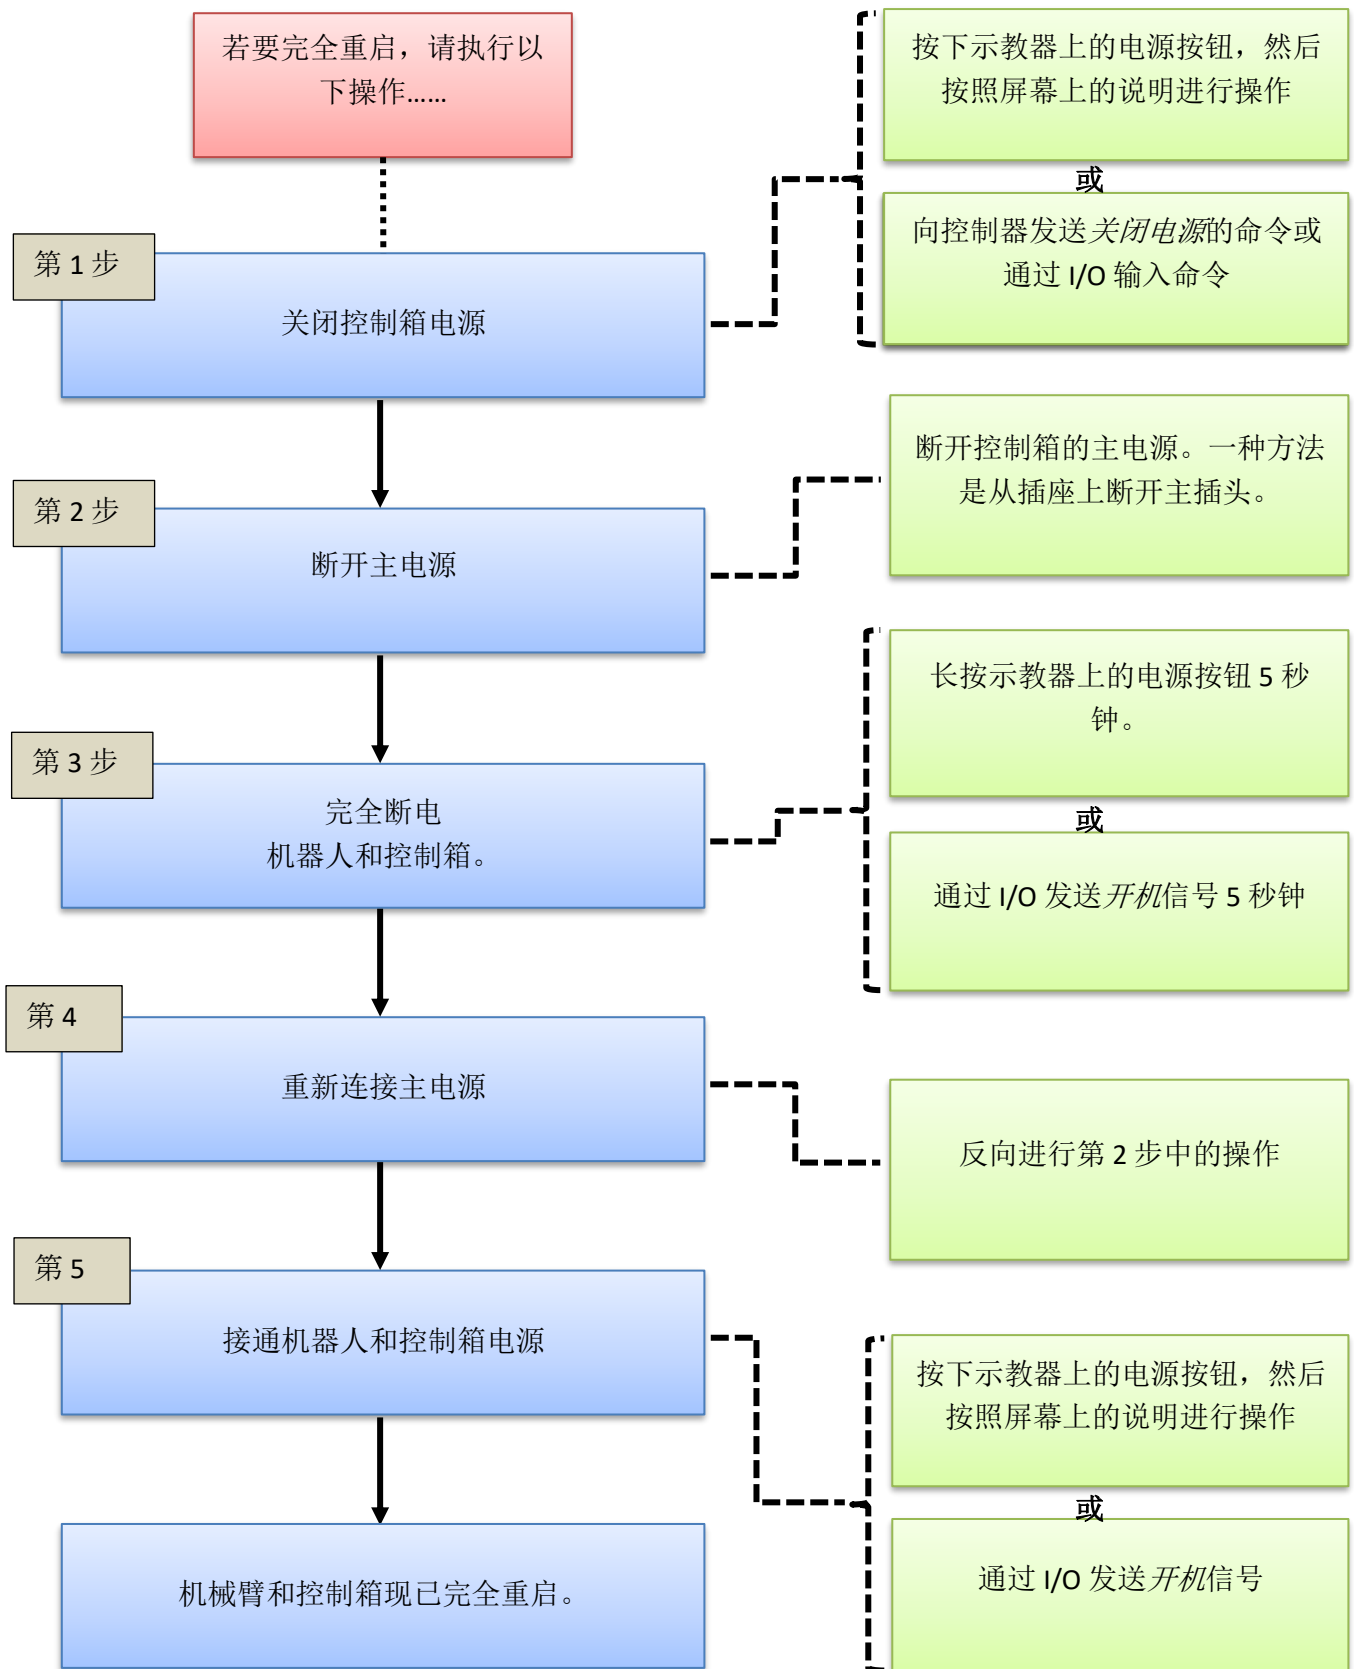 若要完全重启，请执行以
下操作……
按下示教器上的电源按钮，然后
按照屏幕上的说明进行操作
或
向控制器发送关闭电源的命令或
通过 I/O 输入命令
第 1 步
关闭控制箱电源
断开控制箱的主电源。一种方法
是从插座上断开主插头。
第 2 步
断开主电源
长按示教器上的电源按钮 5 秒
钟。
或
通过 I/O 发送开机信号 5 秒钟
第 3 步
完全断电
机器人和控制箱。
第 4
重新连接主电源
反向进行第 2 步中的操作
第 5
接通机器人和控制箱电源
按下示教器上的电源按钮，然后
按照屏幕上的说明进行操作
或
通过 I/O 发送开机信号
机械臂和控制箱现已完全重启。